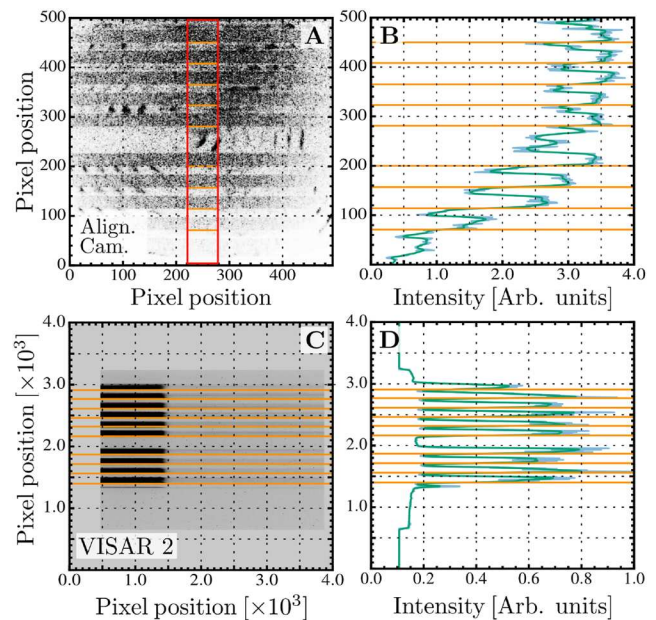 500
400
300
200
100
0
Pixel position
A
Align.
Cam.
0 100 200 300 400
Pixel position
B
500
400
300
200
100
0.0 1.0 2.0 3.0 4.0
Intensity [Arb. units]
4.0
3.0
2.0
1.0
Pixel position [×10³]
C
VISAR 2
0.0 1.0 2.0 3.0 4.0
Pixel position [×10³]
D
4.0
3.0
2.0
1.0
0.0 0.2 0.4 0.6 0.8 1.0
Intensity [Arb. units]